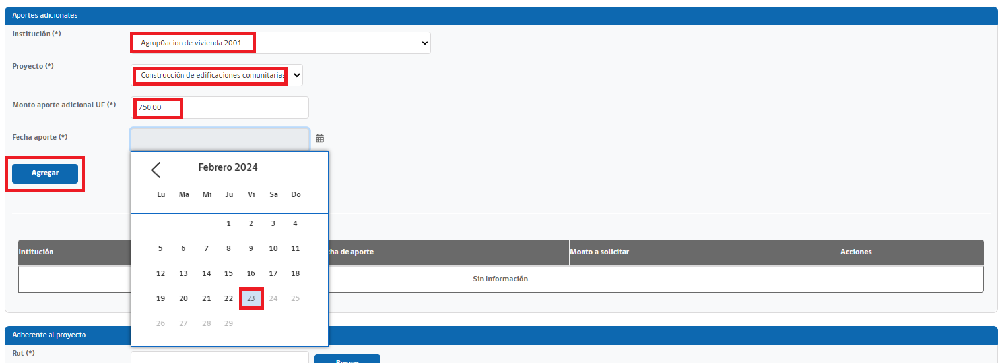 Aportes adicionales
Institución (*)
Agrup0acion de vivienda 2001
Proyecto (*)
Construcción de edificaciones comunitarias
Monto aporte adicional UF (*)
750,00
Fecha aporte (*)
Agregar
Febrero 2024
Lu Ma Mi Ju Vi Sa Do
1 2 3 4
5 6 7 8 9 10 11
12 13 14 15 16 17 18
19 20 21 22 23 24 25
26 27 28 29
Intitución cha de aporte Monto a solicitar Acciones
Sin Información.
Adherente al proyecto
Rut (*)
Buscar